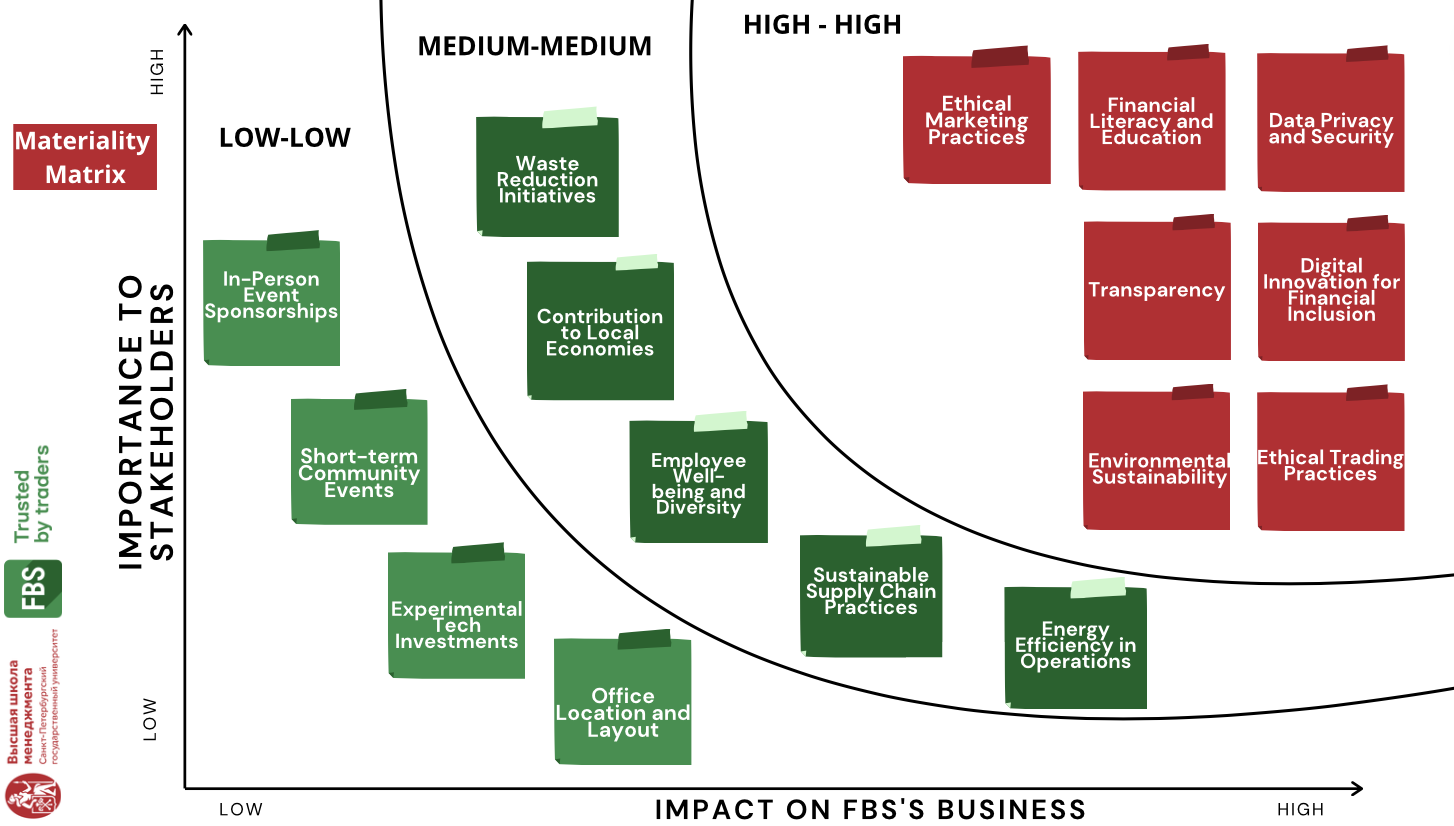 HIGH - HIGH
MEDIUM-MEDIUM
LOW-LOW
HIGH
Materiality
Matrix
Ethical
Marketing
Practices
Financial
Literacy and
Education
Data Privacy
and Security
Waste
Reduction
Initiatives
In-Person
Event
Sponsorships
Contribution
to Local
Economies
Transparency
Digital
Innovation for
Financial
Inclusion
IMPORTANCE TO
STAKEHOLDERS
Short-term
Community
Events
Employee
Well-
being and
Diversity
Environmental
Sustainability
Ethical Trading
Practices
Trusted
by traders
FBS
Experimental
Tech
Investments
Sustainable
Supply Chain
Practices
Energy
Efficiency in
Operations
Office
Location and
Layout
Высшая школа
менеджмента
Санкт-Петербургский
государственный университет
LOW
LOW
IMPACT ON FBS'S BUSINESS
HIGH